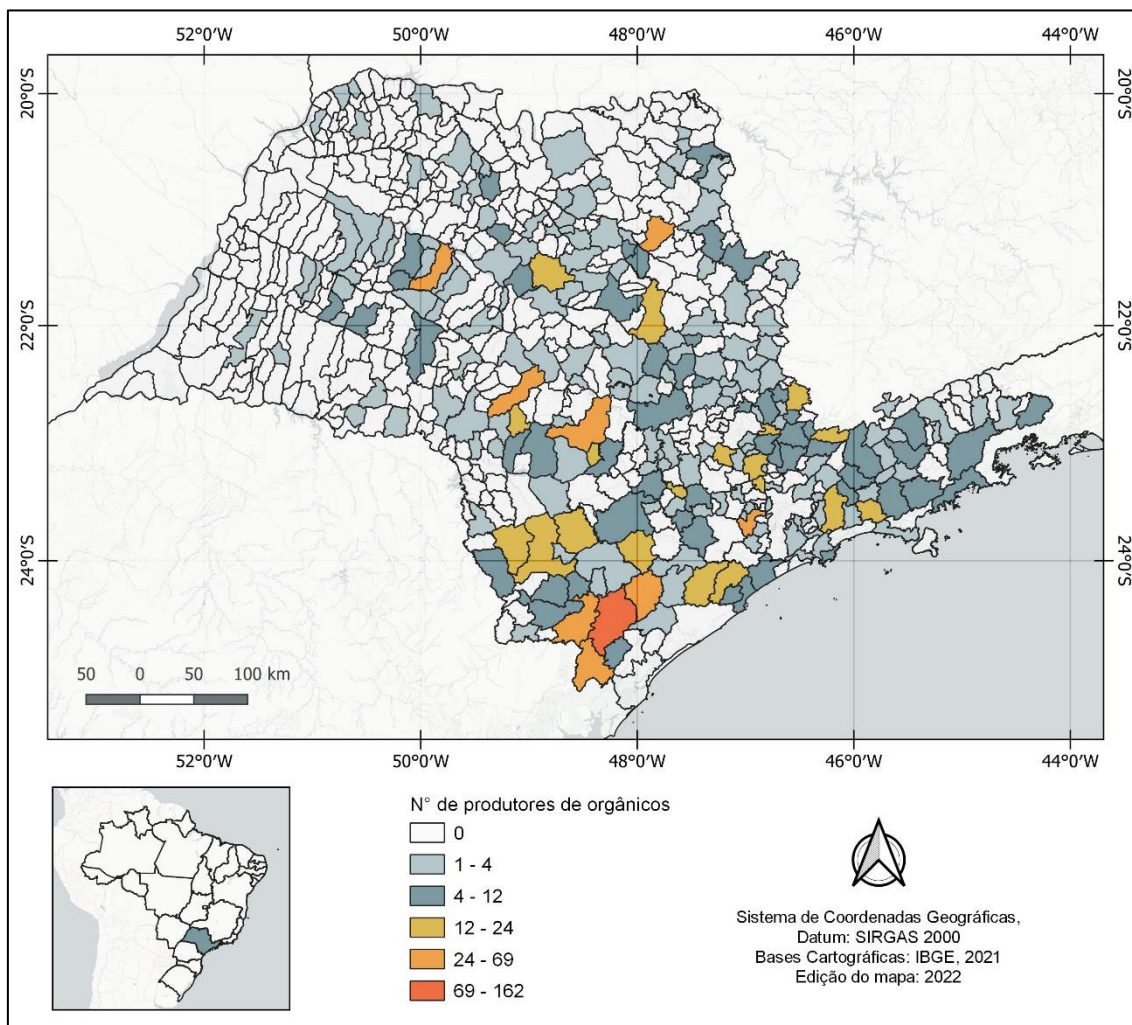 52°0'W 50°0'W 48°0'W 46°0'W 44°0'W
20°0'S 20°0'S
22°0'S 22°0'S
24°0'S 24°0'S
50 0 50 100 km
52°0'W 50°0'W 48°0'W 46°0'W 44°0'W
N° de produtores de orgânicos
0
1 - 4
4 - 12
12 - 24
24 - 69
69 - 162
Sistema de Coordenadas Geográficas,
Datum: SIRGAS 2000
Bases Cartográficas: IBGE, 2021
Edição do mapa: 2022